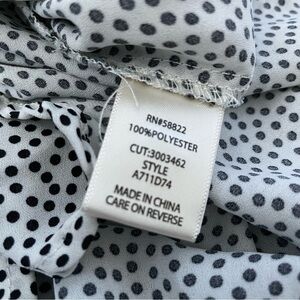 RN#58822
100%POLYESTER
CUT:3003462
STYLE
A711D74
MADE IN CHINA
CARE ON REVERSE